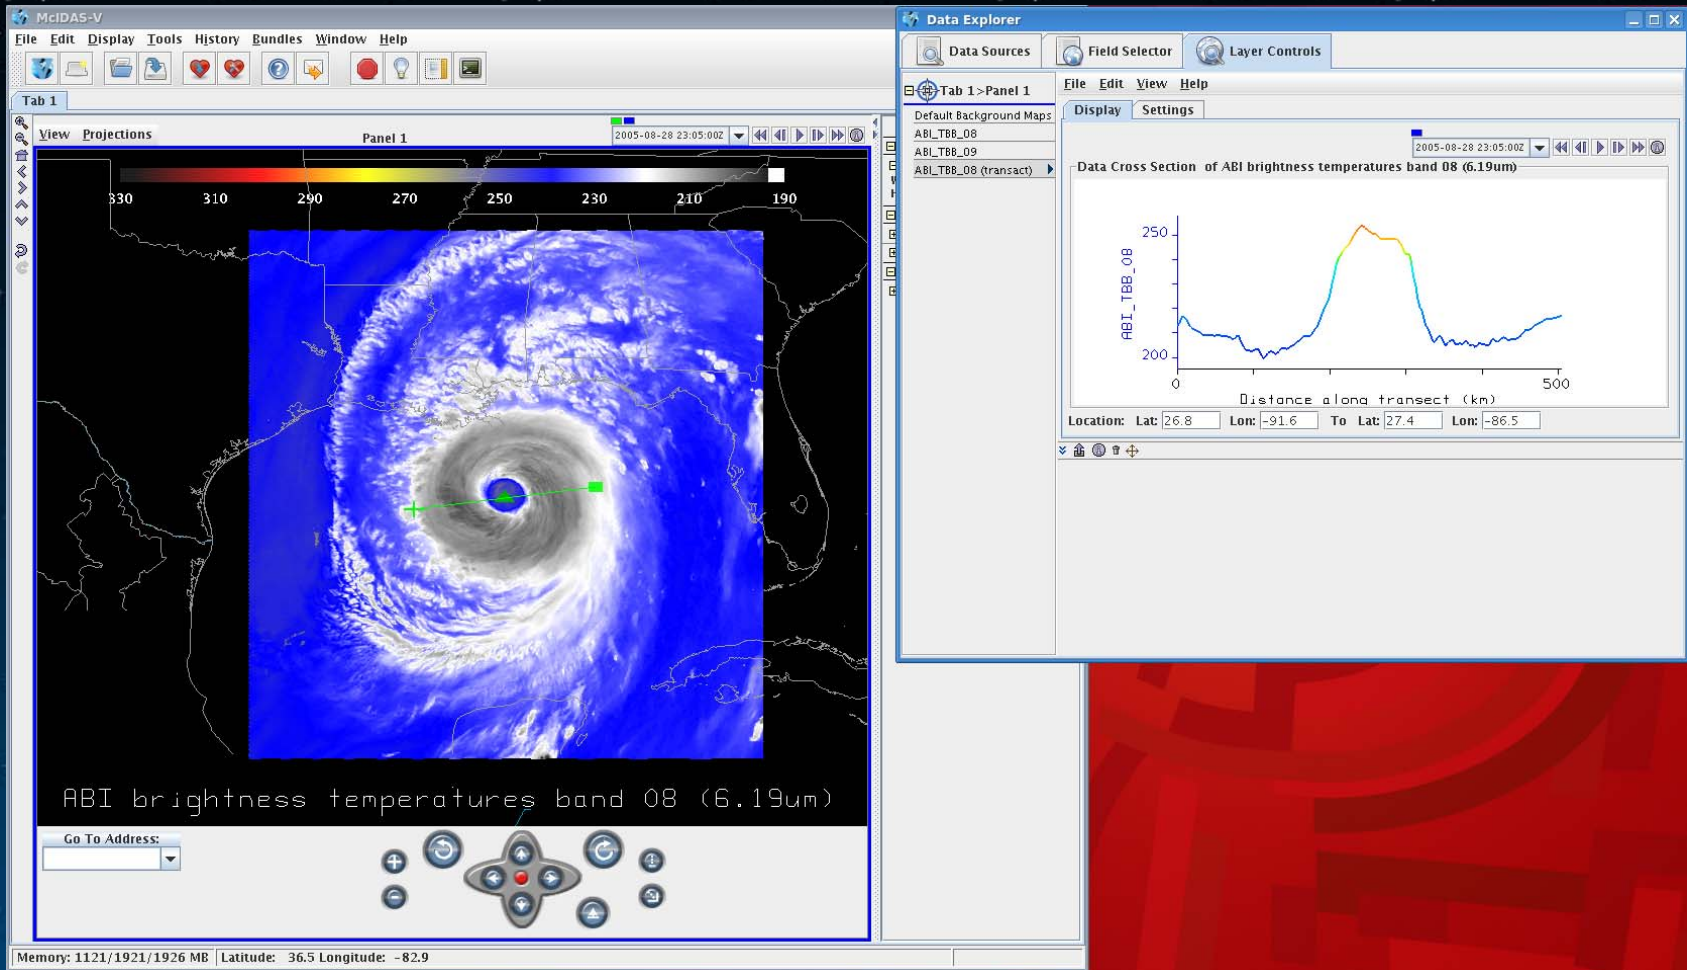 McIDAS-V
File Edit Display Tools History Bundles Window Help
Tab 1
View Projections
Panel 1
2005-08-28 23:05:00Z
330 310 290 270 250 230 210 190
ABI brightness temperatures band 08 (6.19um)
Go To Address:
Memory: 1121/1921/1926 MB Latitude: 36.5 Longitude: -82.9
Data Explorer
Data Sources Field Selector Layer Controls
Tab 1>Panel 1
Default Background Maps
ABI_TBB_08
ABI_TBB_09
ABI_TBB_08 (transact)
File Edit View Help
Display Settings
2005-08-28 23:05:00Z
Data Cross Section of ABI brightness temperatures band 08 (6.19um)
250
ABI_TBB_08
200
0 500
Distance along transect (km)
Location: Lat: 26.8 Lon: -91.6 To Lat: 27.4 Lon: -86.5